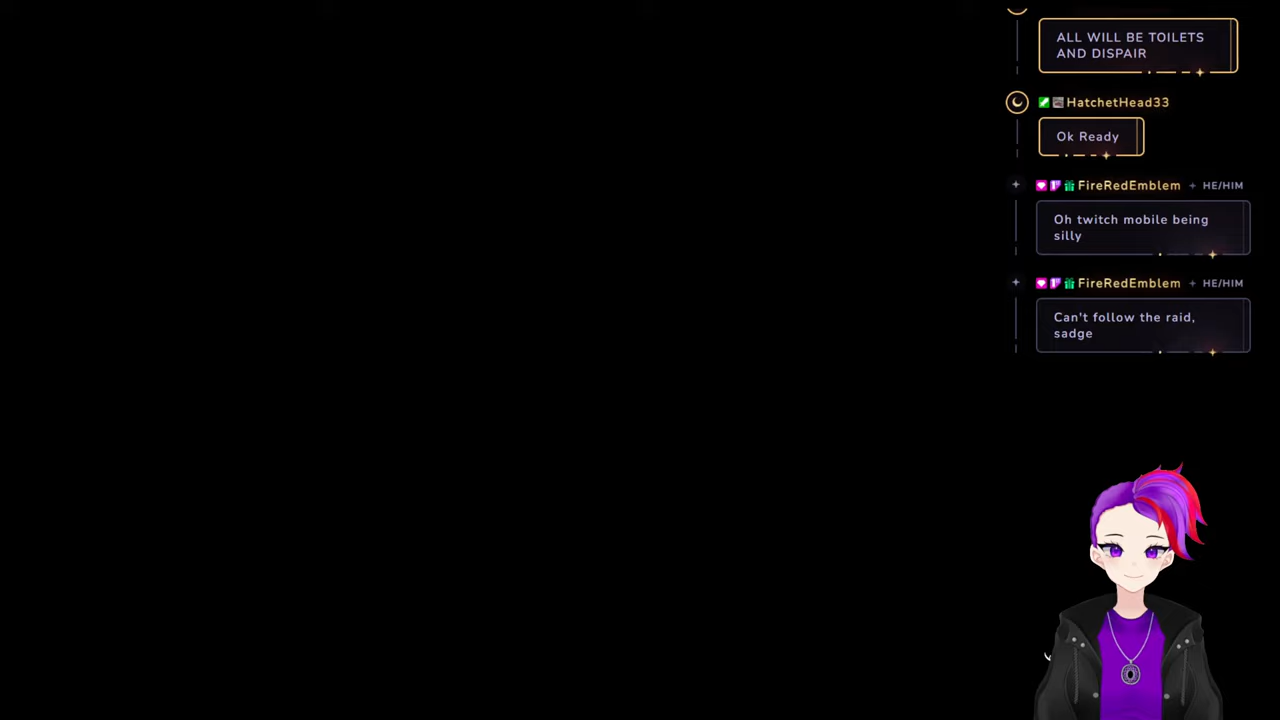 ALL WILL BE TOILETS
AND DISPAIR
HatchetHead33
Ok Ready
FireRedEmblem HE/HIM
Oh twitch mobile being
silly
FireRedEmblem HE/HIM
Can't follow the raid,
sadge